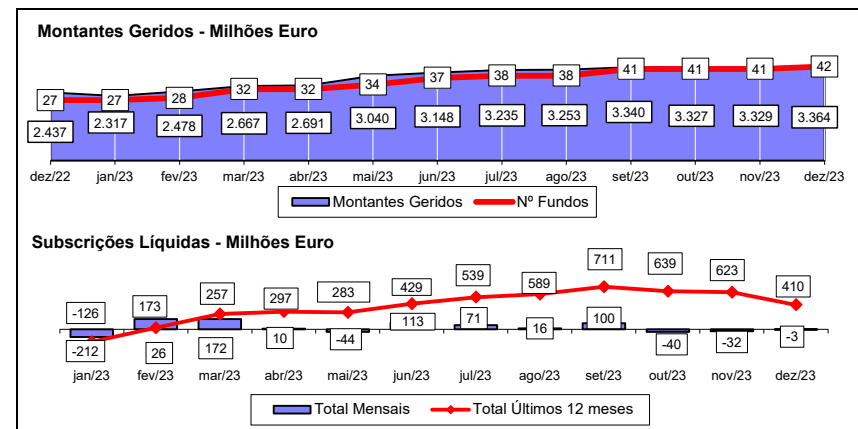 Montantes Geridos - Milhões Euro
27 27 28 32 32 34 37 38 38 41 41 41 42
2.437 2.317 2.478 2.667 2.691 3.040 3.148 3.235 3.253 3.340 3.327 3.329 3.364
dez/22 jan/23 fev/23 mar/23 abr/23 mai/23 jun/23 jul/23 ago/23 set/23 out/23 nov/23 dez/23
Montantes Geridos Nº Fundos
Subscrições Líquidas - Milhões Euro
-126 173 257 297 283 429 539 589 711 639 623 410
-212 26 172 10 -44 113 71 16 100 -40 -32 -3
jan/23 fev/23 mar/23 abr/23 mai/23 jun/23 jul/23 ago/23 set/23 out/23 nov/23 dez/23
Total Mensais Total Últimos 12 meses